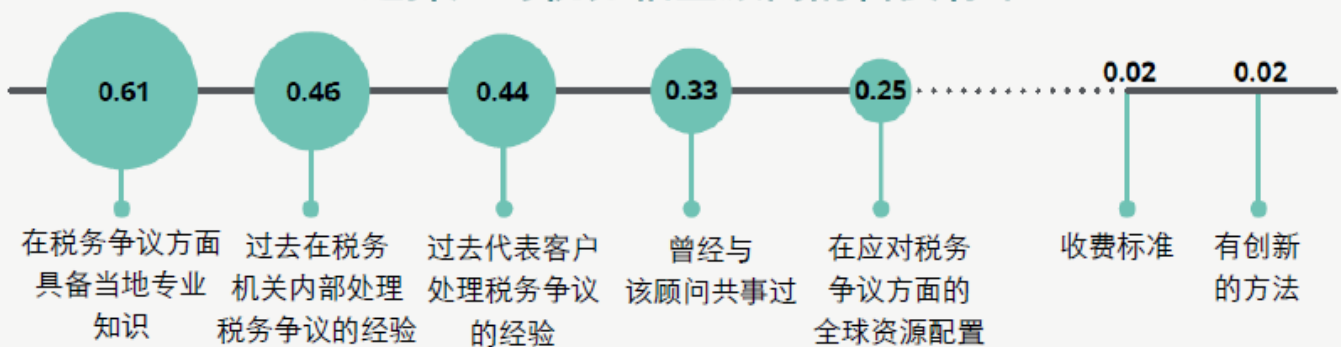 0.61
0.46
0.44
0.33
0.25
0.02
0.02
在税务争议方面
具备当地专业
知识
过去在税务
机关内部处理
税务争议的经验
过去代表客户
处理税务争议
的经验
曾经与
该顾问共事过
在应对税务
争议方面的
全球资源配置
收费标准
有创新
的方法